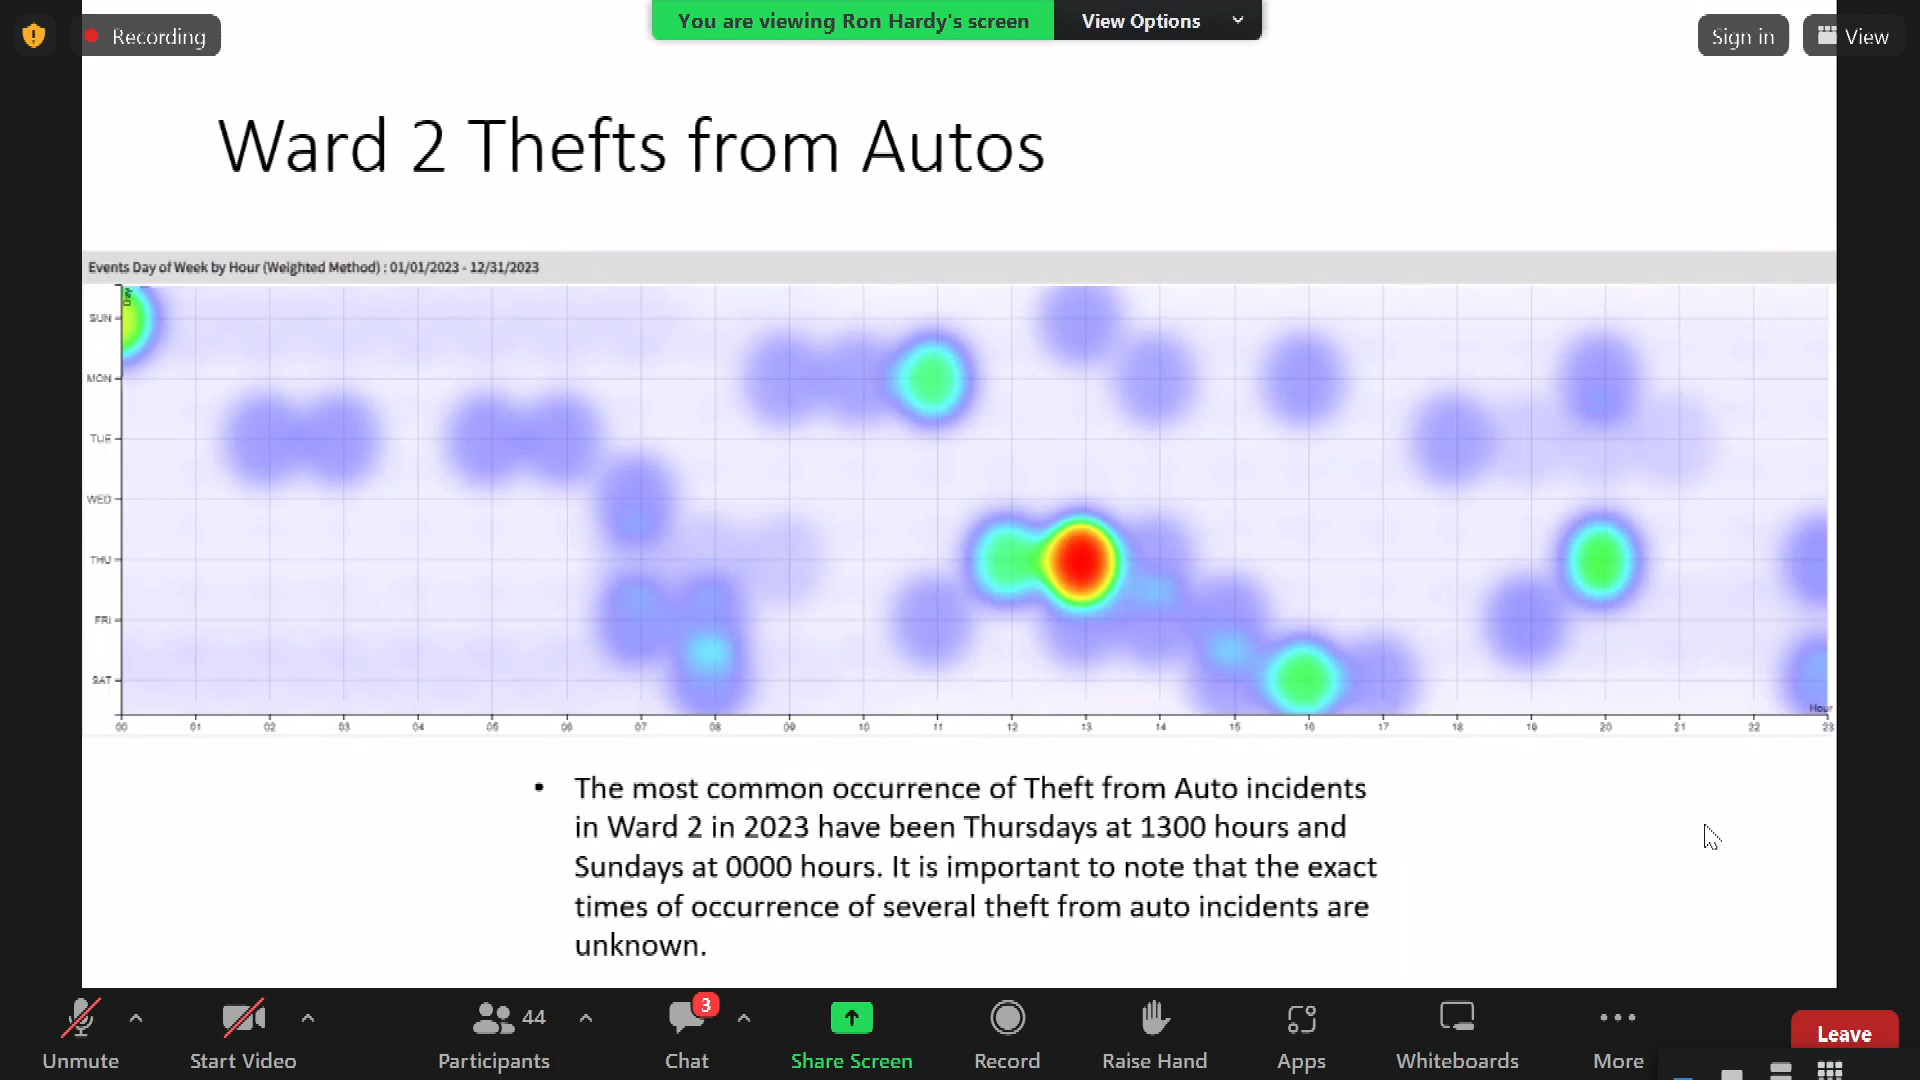 You are viewing Ron Hardy's screen
View Options
Recording
Sign in
View
Ward 2 Thefts from Autos
Events Day of Week by Hour (Weighted Method) : 01/01/2023 - 12/31/2023
Day
SUN
MON
TUE
WED
THU
FRI
SAT
Hour
00 01 02 03 04 05 06 07 08 09 10 11 12 13 14 15 16 17 18 19 20 21 22 23
• The most common occurrence of Theft from Auto incidents
in Ward 2 in 2023 have been Thursdays at 1300 hours and
Sundays at 0000 hours. It is important to note that the exact
times of occurrence of several theft from auto incidents are
unknown.
44
3
Unmute
Start Video
Participants
Chat
Share Screen
Record
Raise Hand
Apps
Whiteboards
More
Leave